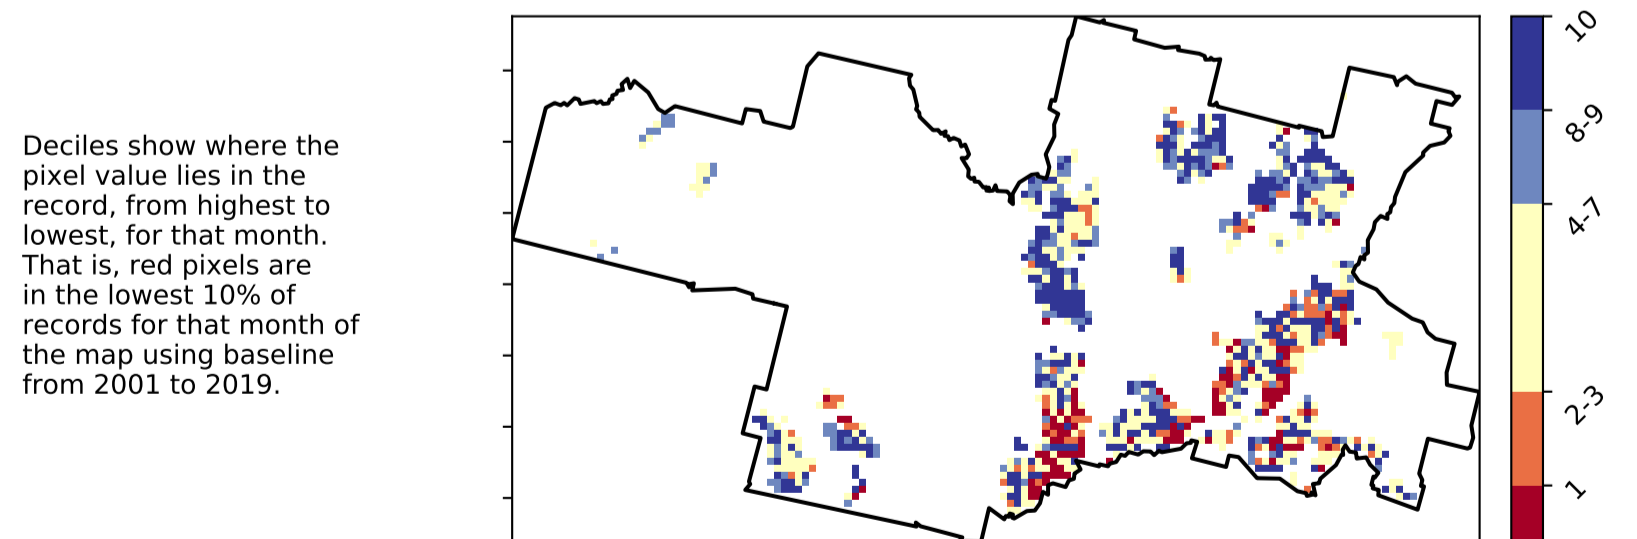 Deciles show where the
pixel value lies in the
record, from highest to
lowest, for that month.
That is, red pixels are
in the lowest 10% of
records for that month of
the map using baseline
from 2001 to 2019.
10
8-9
4-7
2-3
1